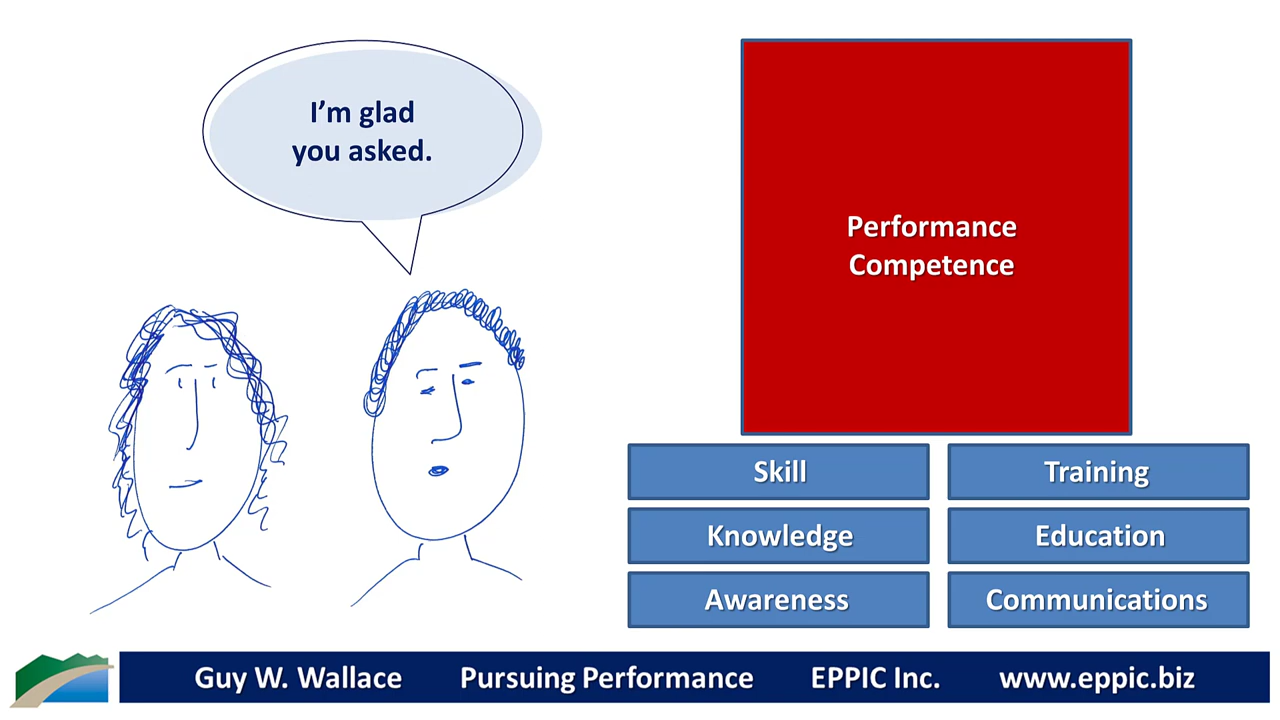 I'm glad
you asked.
Performance
Competence
Skill
Training
Knowledge
Education
Awareness
Communications
Guy W. Wallace Pursuing Performance EPPIC Inc. www.eppic.biz